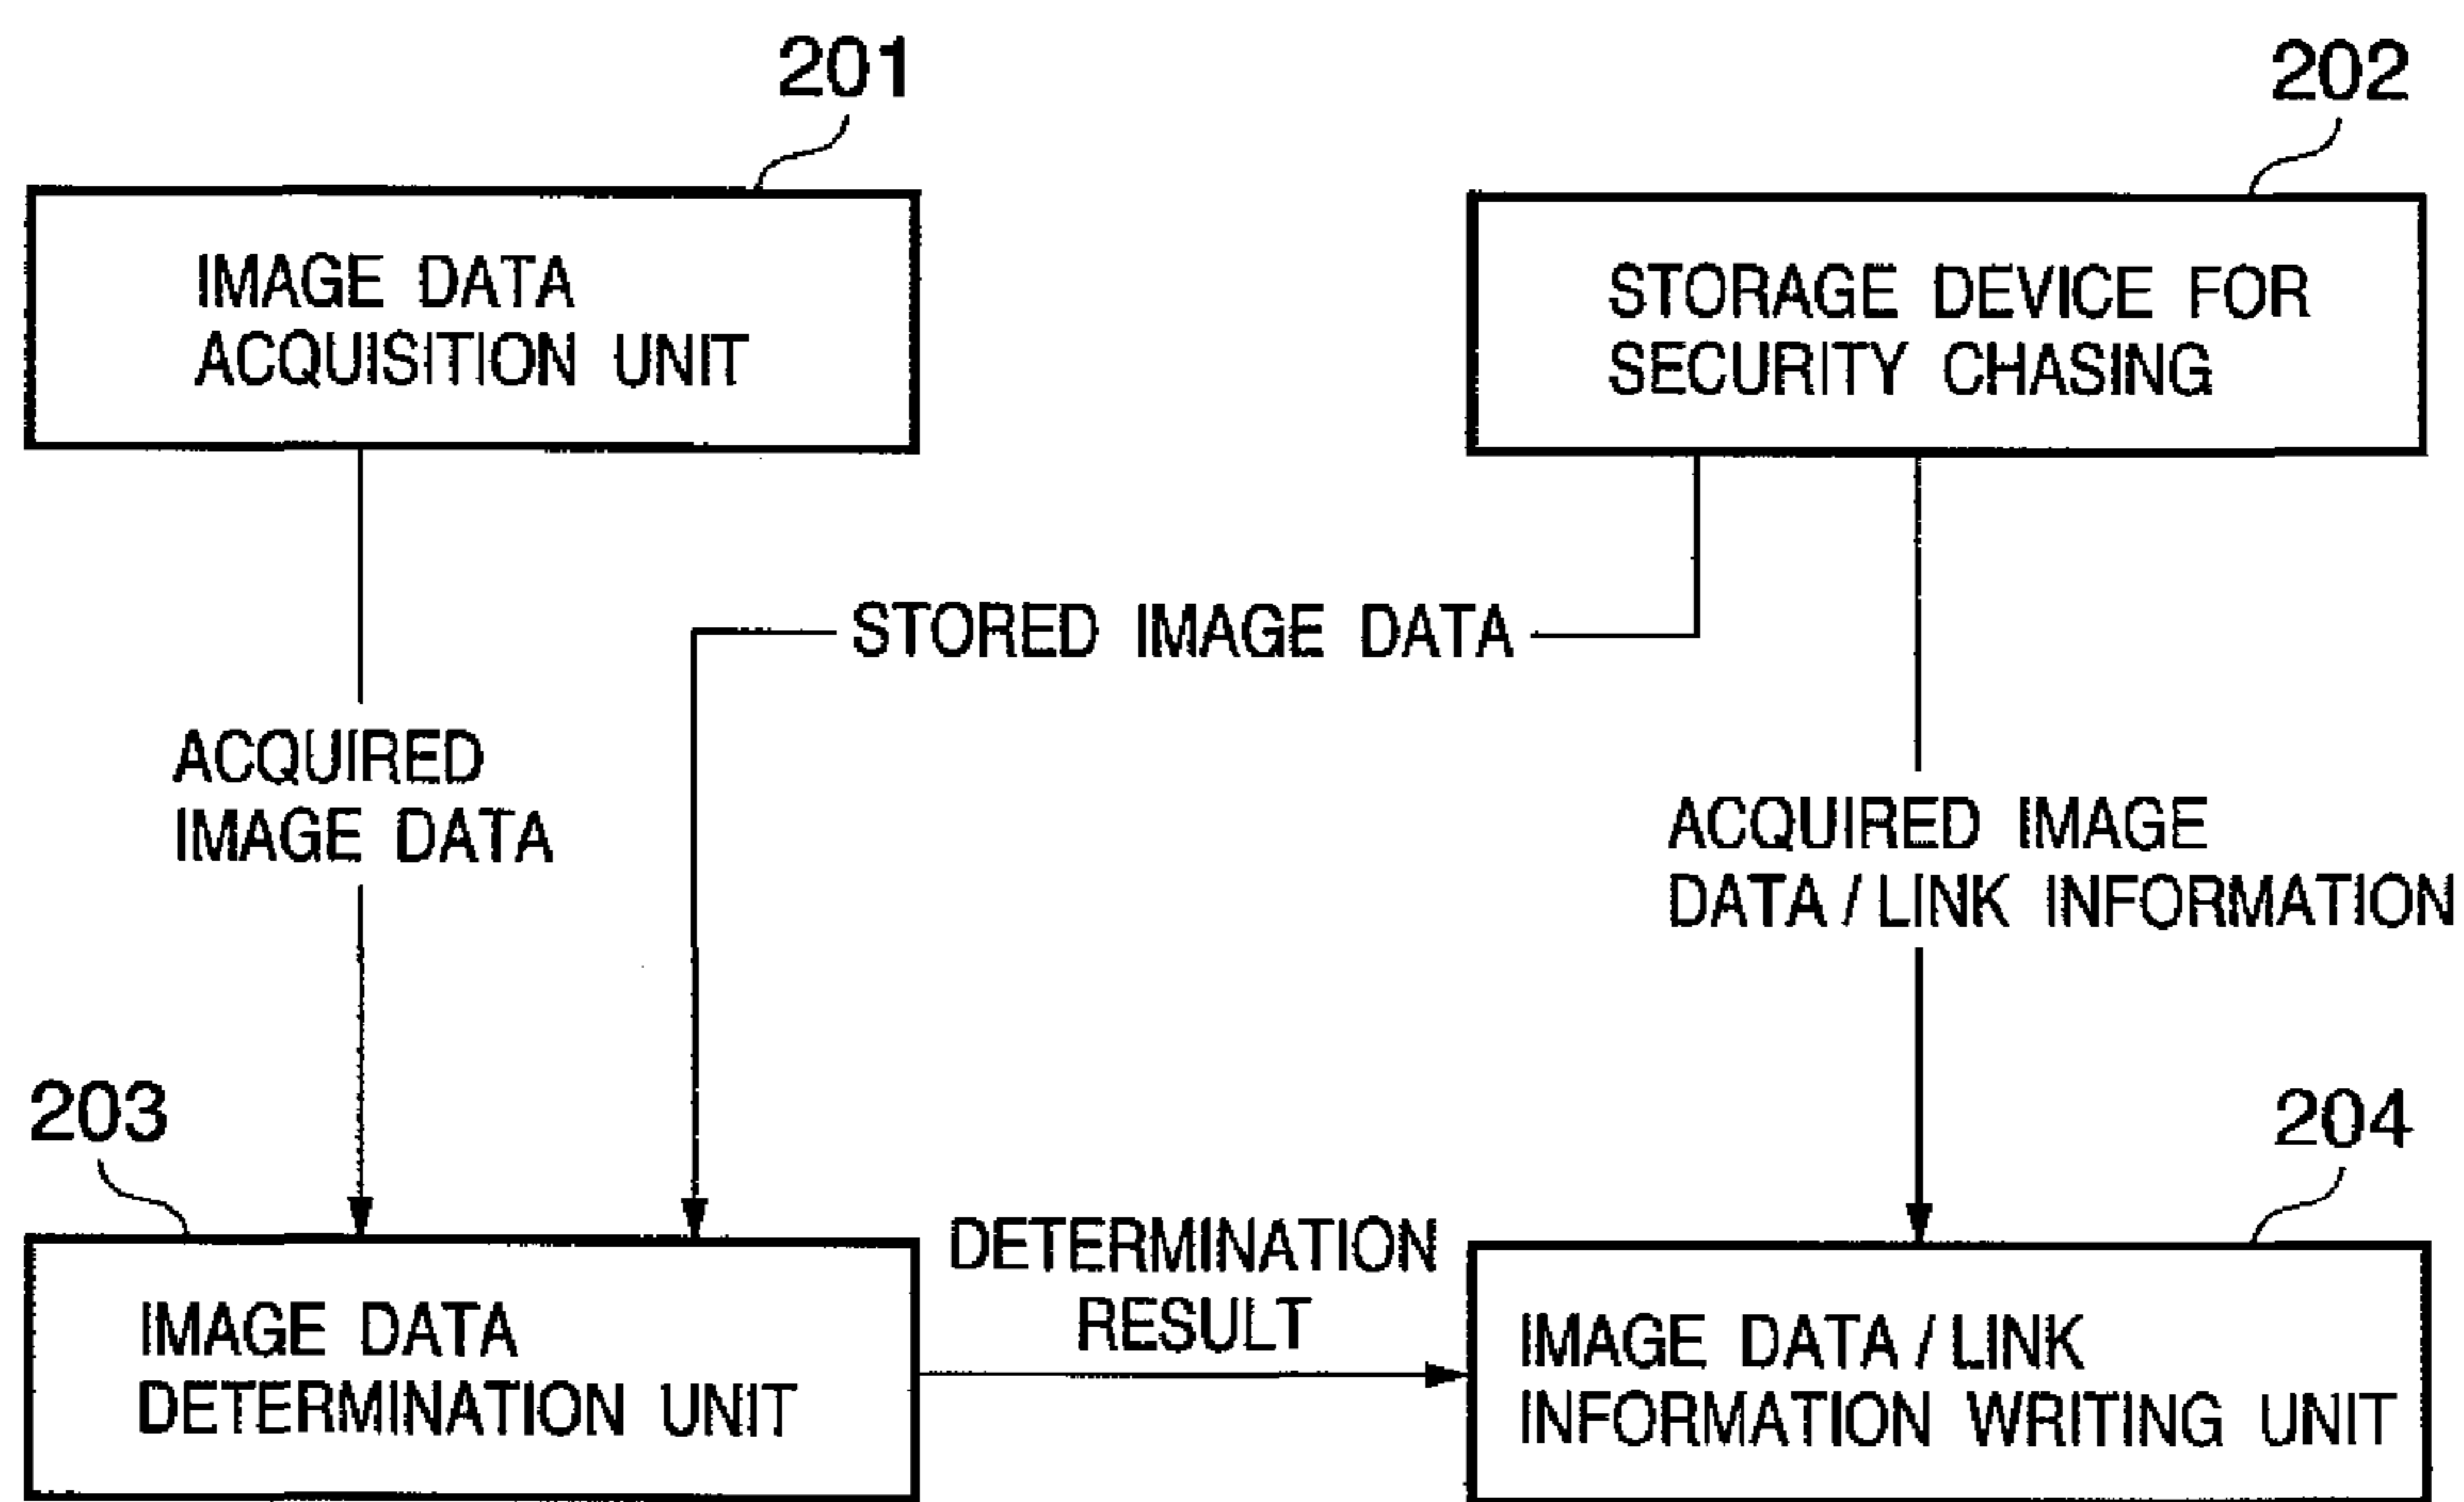 201
202
IMAGE DATA
ACQUISITION UNIT
STORAGE DEVICE FOR
SECURITY CHASING
STORED IMAGE DATA
ACQUIRED
IMAGE DATA
ACQUIRED IMAGE
DATA / LINK INFORMATION
203
204
DETERMINATION
RESULT
IMAGE DATA
DETERMINATION UNIT
IMAGE DATA / LINK
INFORMATION WRITING UNIT